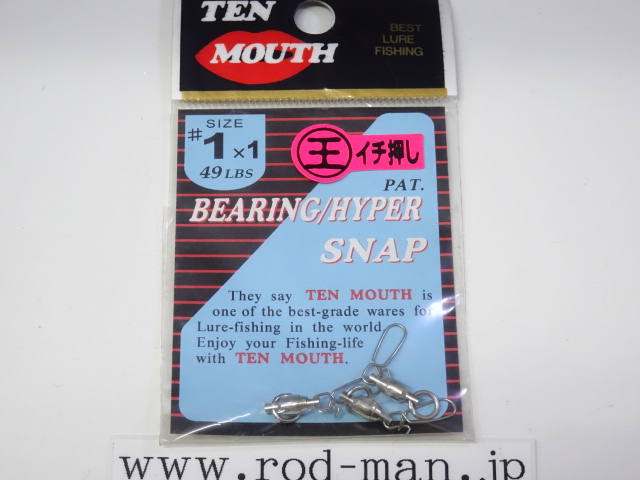 TEN
MOUTH
BEST
LURE
FISHING
SIZE
#1×1
49LBS
王 イチ押し
PAT.
BEARING/HYPER
SNAP
They say TEN MOUTH is
one of the best-grade wares for
Lure-fishing in the world.
Enjoy your Fishing-life
with TEN MOUTH.
www.rod-man.jp